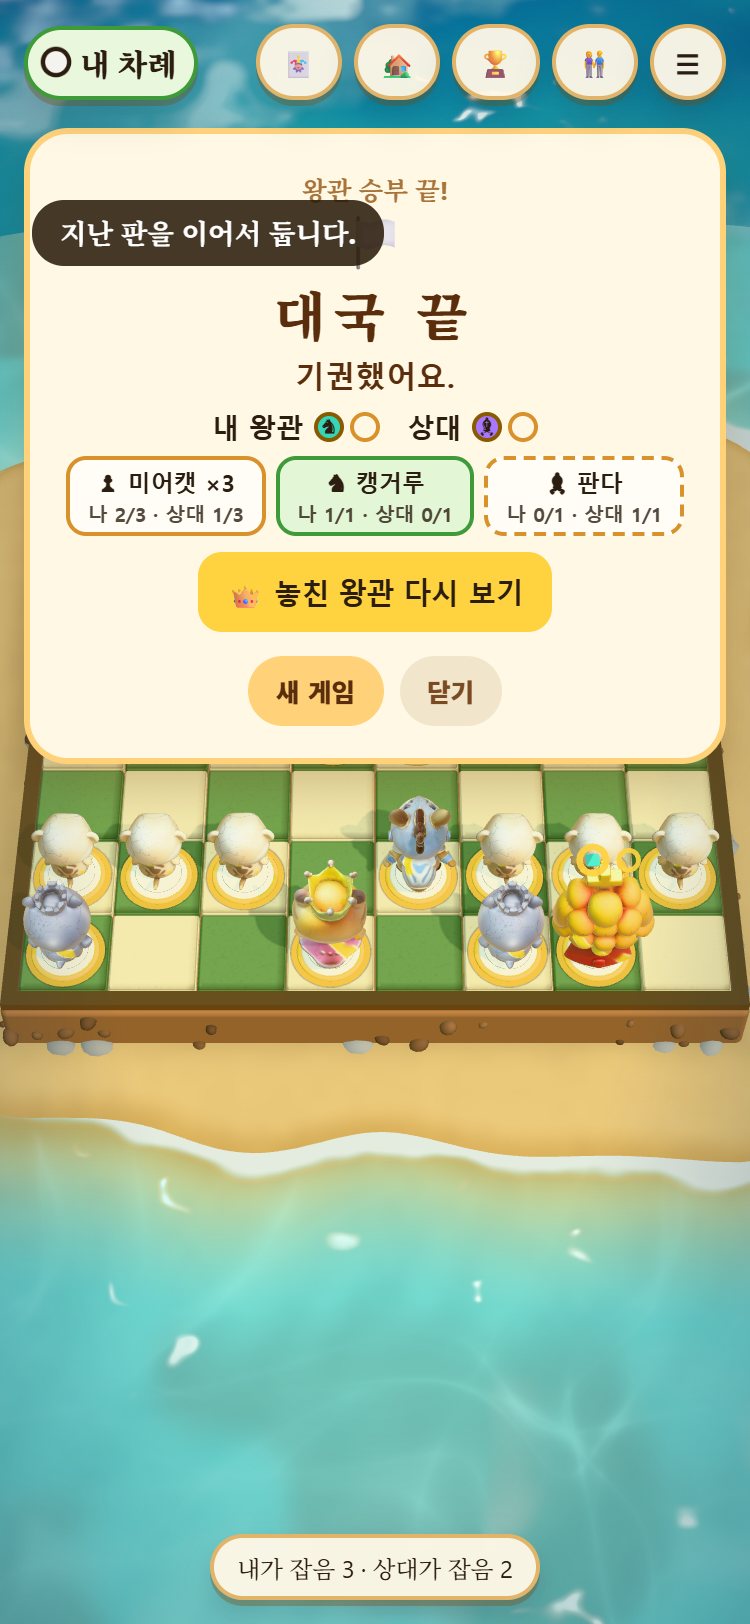 내 차례
왕관 승부 끝!
지난 판을 이어서 둡니다.
대국 끝
기권했어요.
내 왕관 상대
미어캣 ×3
나 2/3 · 상대 1/3
캥거루
나 1/1 · 상대 0/1
판다
나 0/1 · 상대 1/1
놓친 왕관 다시 보기
새 게임
닫기
내가 잡음 3 · 상대가 잡음 2